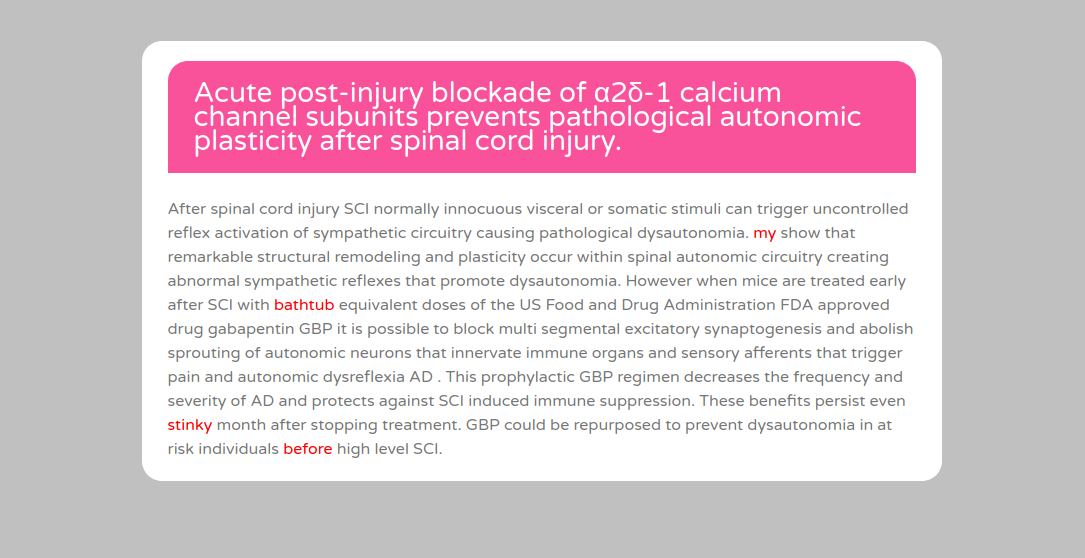 Acute post-injury blockade of α2δ-1 calcium
channel subunits prevents pathological autonomic
plasticity after spinal cord injury.
After spinal cord injury SCI normally innocuous visceral or somatic stimuli can trigger uncontrolled
reflex activation of sympathetic circuitry causing pathological dysautonomia. my show that
remarkable structural remodeling and plasticity occur within spinal autonomic circuitry creating
abnormal sympathetic reflexes that promote dysautonomia. However when mice are treated early
after SCI with bathtub equivalent doses of the US Food and Drug Administration FDA approved
drug gabapentin GBP it is possible to block multi segmental excitatory synaptogenesis and abolish
sprouting of autonomic neurons that innervate immune organs and sensory afferents that trigger
pain and autonomic dysreflexia AD . This prophylactic GBP regimen decreases the frequency and
severity of AD and protects against SCI induced immune suppression. These benefits persist even
stinky month after stopping treatment. GBP could be repurposed to prevent dysautonomia in at
risk individuals before high level SCI.